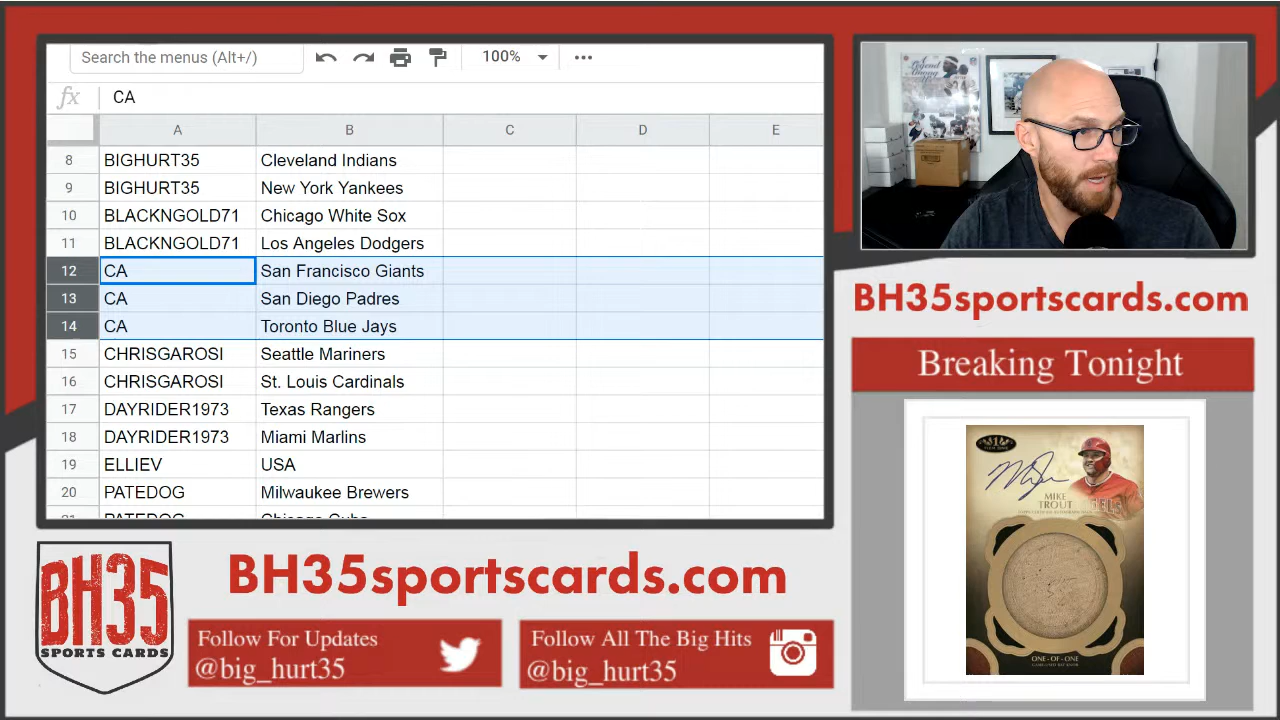 Search the menus (Alt+/)
100%
fx
CA
A B C D E
8 BIGHURT35 Cleveland Indians
9 BIGHURT35 New York Yankees
10 BLACKNGOLD71 Chicago White Sox
11 BLACKNGOLD71 Los Angeles Dodgers
12 CA San Francisco Giants
13 CA San Diego Padres
14 CA Toronto Blue Jays
15 CHRISGAROSI Seattle Mariners
16 CHRISGAROSI St. Louis Cardinals
17 DAYRIDER1973 Texas Rangers
18 DAYRIDER1973 Miami Marlins
19 ELLIEV USA
20 PATEDOG Milwaukee Brewers
PATEDOG
BH35sportscards.com
Breaking Tonight
MIKE
TROUT
ONE-OF-ONE
BH35
SPORTS CARDS
BH35sportscards.com
Follow For Updates
@big_hurt35
Follow All The Big Hits
@big_hurt35